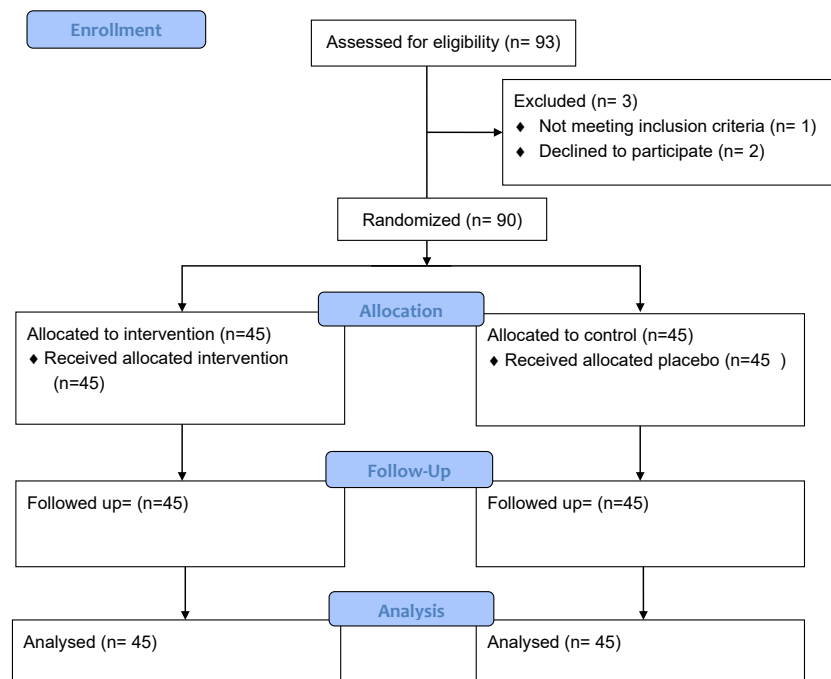 Enrollment
Assessed for eligibility (n= 93)
Excluded (n= 3)
♦ Not meeting inclusion criteria (n= 1)
♦ Declined to participate (n= 2)
Randomized (n= 90)
Allocation
Allocated to intervention (n=45)
♦ Received allocated intervention
(n=45)
Allocated to control (n=45)
♦ Received allocated placebo (n=45 )
Follow-Up
Followed up= (n=45)
Followed up= (n=45)
Analysis
Analysed (n= 45)
Analysed (n= 45)